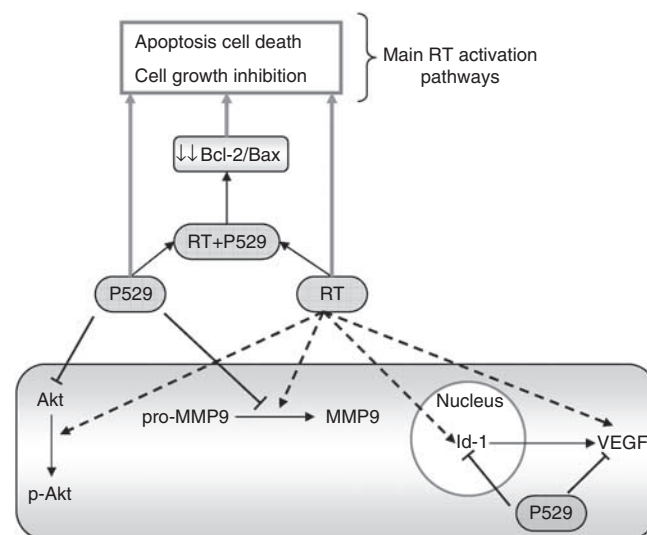 Apoptosis cell death
Cell growth inhibition
Main RT activation
pathways
↓↓ Bcl-2/Bax
RT+P529
P529
RT
Akt
pro-MMP9
MMP9
Nucleus
Id-1
VEGF
p-Akt
P529